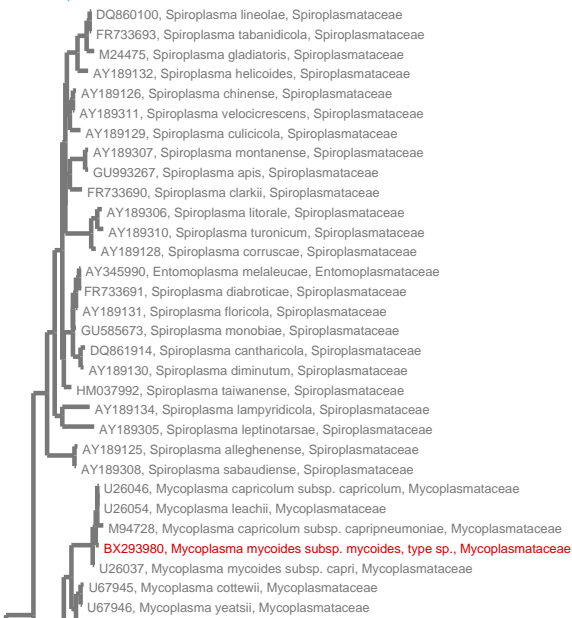 DQ860100, Spiroplasma lineolae, Spiroplasmataceae
FR733693, Spiroplasma tabanidicola, Spiroplasmataceae
M24475, Spiroplasma gladiatoris, Spiroplasmataceae
AY189132, Spiroplasma helicoides, Spiroplasmataceae
AY189126, Spiroplasma chinense, Spiroplasmataceae
AY189311, Spiroplasma velocicrescens, Spiroplasmataceae
AY189129, Spiroplasma culicicola, Spiroplasmataceae
AY189307, Spiroplasma montanense, Spiroplasmataceae
GU993267, Spiroplasma apis, Spiroplasmataceae
FR733690, Spiroplasma clarkii, Spiroplasmataceae
AY189306, Spiroplasma litorale, Spiroplasmataceae
AY189310, Spiroplasma turonicum, Spiroplasmataceae
AY189128, Spiroplasma corruscae, Spiroplasmataceae
AY345990, Entomoplasma melaleucae, Entomoplasmataceae
FR733691, Spiroplasma diabroticae, Spiroplasmataceae
AY189131, Spiroplasma floricola, Spiroplasmataceae
GU585673, Spiroplasma monobiae, Spiroplasmataceae
DQ861914, Spiroplasma cantharicola, Spiroplasmataceae
AY189130, Spiroplasma diminutum, Spiroplasmataceae
HM037992, Spiroplasma taiwanense, Spiroplasmataceae
AY189134, Spiroplasma lampyridicola, Spiroplasmataceae
AY189305, Spiroplasma leptinotarsae, Spiroplasmataceae
AY189125, Spiroplasma alleghenense, Spiroplasmataceae
AY189308, Spiroplasma sabaudiense, Spiroplasmataceae
U26046, Mycoplasma capricolum subsp. capricolum, Mycoplasmataceae
U26054, Mycoplasma leachii, Mycoplasmataceae
M94728, Mycoplasma capricolum subsp. capripneumoniae, Mycoplasmataceae
BX293980, Mycoplasma mycoides subsp. mycoides, type sp., Mycoplasmataceae
U26037, Mycoplasma mycoides subsp. capri, Mycoplasmataceae
U67945, Mycoplasma cottewii, Mycoplasmataceae
U67946, Mycoplasma yeatsii, Mycoplasmataceae